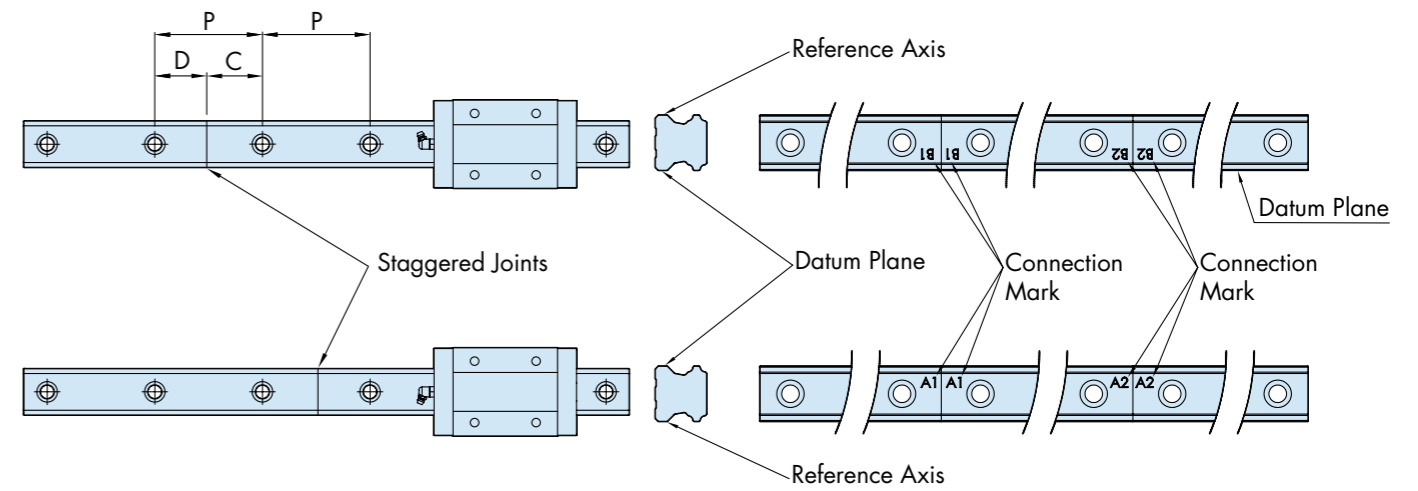 P P
D C
Reference Axis
B1 B1 B2 B2
Datum Plane
Staggered Joints
Datum Plane
Connection
Mark
Connection
Mark
A1 A1 A2 A2
Reference Axis